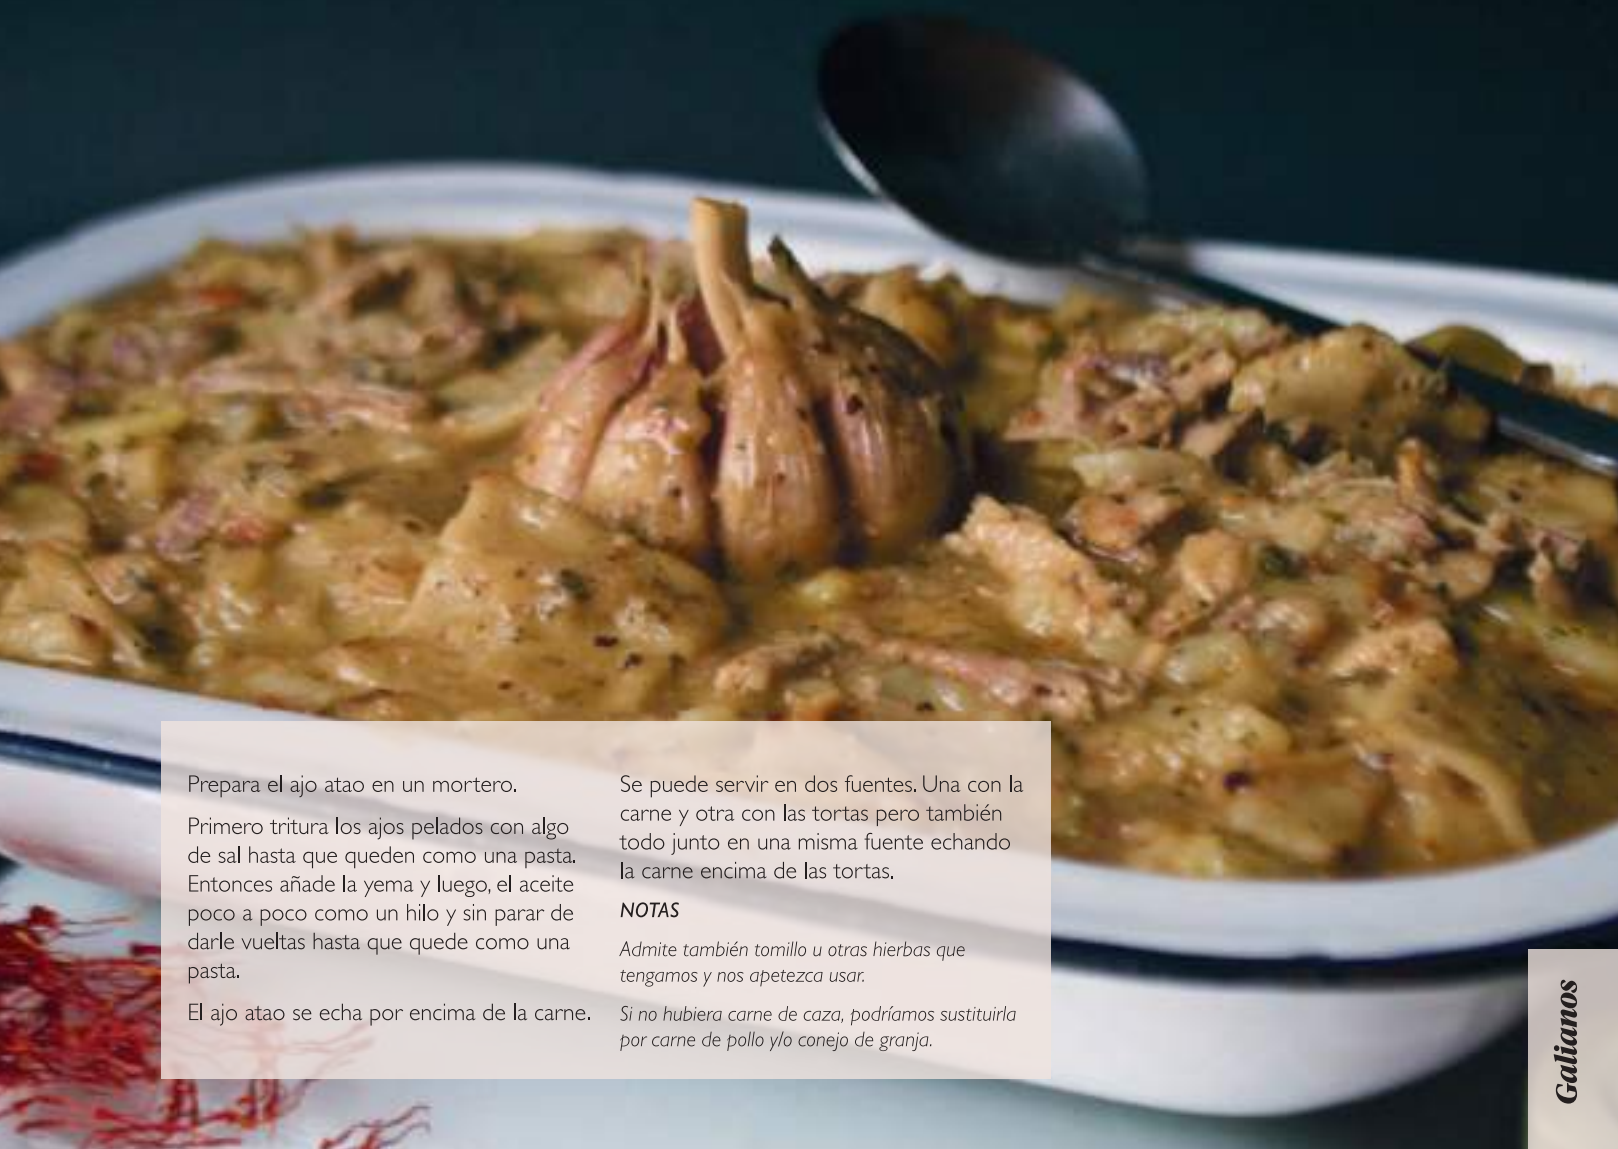 Prepara el ajo atao en un mortero.
Primero tritura los ajos pelados con algo
de sal hasta que queden como una pasta.
Entonces añade la yema y luego, el aceite
poco a poco como un hilo y sin parar de
darle vueltas hasta que quede como una
pasta.
El ajo atao se echa por encima de la carne.
Se puede servir en dos fuentes. Una con la
carne y otra con las tortas pero también
todo junto en una misma fuente echando
la carne encima de las tortas.
NOTAS
Admite también tomillo u otras hierbas que
tengamos y nos apetezca usar.
Si no hubiera carne de caza, podríamos sustituirla
por carne de pollo y/o conejo de granja.
Galianos